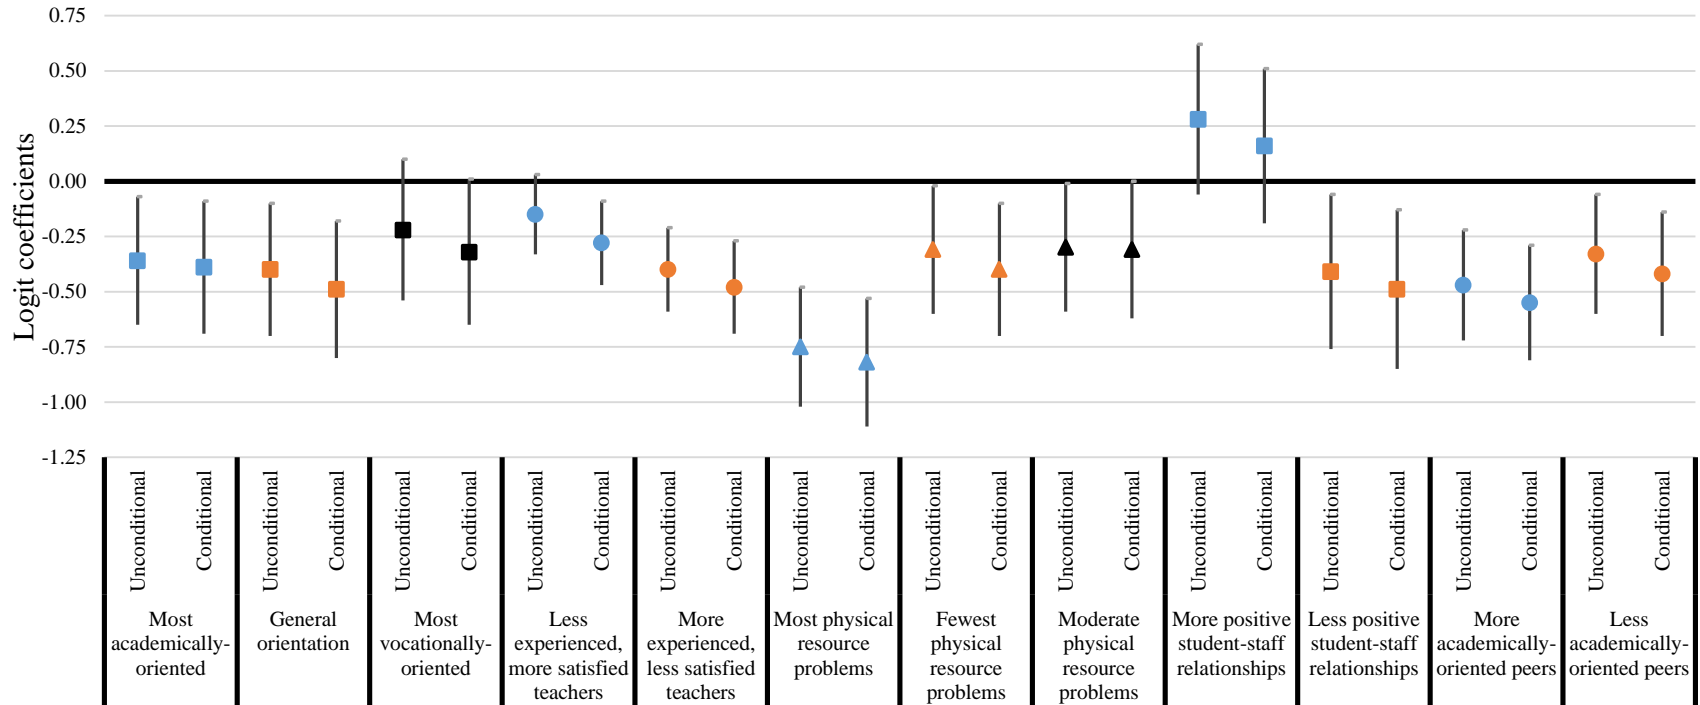 Logit coefficients
0.75
0.50
0.25
0.00
-0.25
-0.50
-0.75
-1.00
-1.25
Unconditional
Conditional
Unconditional
Conditional
Unconditional
Conditional
Unconditional
Conditional
Unconditional
Conditional
Unconditional
Conditional
Unconditional
Conditional
Unconditional
Conditional
Unconditional
Conditional
Unconditional
Conditional
Unconditional
Conditional
Unconditional
Conditional
Most
academically-
oriented
General
orientation
Most
vocationally-
oriented
Less
experienced,
more satisfied
teachers
More
experienced,
less satisfied
teachers
Most physical
resource
problems
Fewest
physical
resource
problems
Moderate
physical
resource
problems
More positive
student-staff
relationships
Less positive
student-staff
relationships
More
academically-
oriented peers
Less
academically-
oriented peers